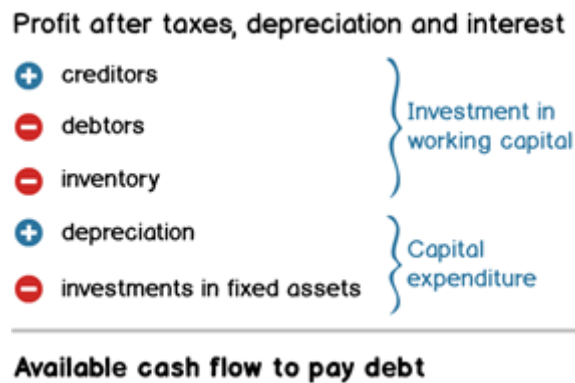 Profit after taxes, depreciation and interest
+ creditors
- debtors
- inventory
Investment in
working capital
+ depreciation
- investments in fixed assets
Capital
expenditure
Available cash flow to pay debt